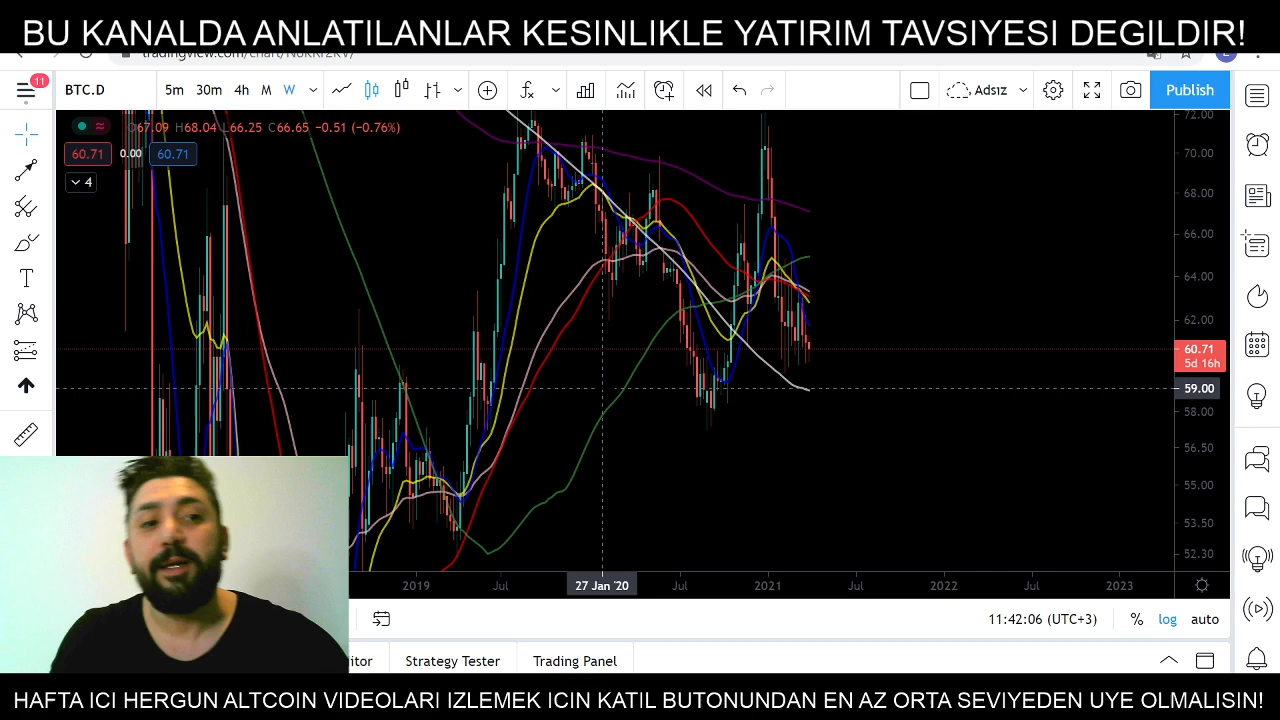 BU KANALDA ANLATILANLAR KESINLIKLE YATIRIM TAVSIYESI DEGILDIR!
11
BTC.D 5m 30m 4h M W Adsız Publish
67.09 H68.04 66.25 C66.65 −0.51 (−0.76%)
60.71 0.00 60.71
4
72.00
70.00
68.00
66.00
64.00
62.00
60.71
5d 16h
59.00
58.00
56.50
55.00
53.50
52.30
2019 Jul 27 Jan '20 Jul 2021 Jul 2022 Jul 2023
11:42:06 (UTC+3) % log auto
Strategy Tester Trading Panel
HAFTA ICI HERGUN ALTCOIN VIDEOLARI IZLEMEK ICIN KATIL BUTONUNDAN EN AZ ORTA SEVIYEDEN UYE OLMALISIN!